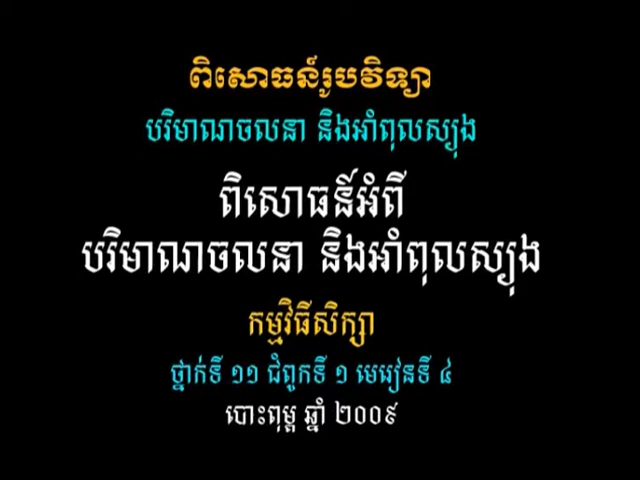 ពិសោធន៍រូបវិទ្យា
បរិមាណចលនា និងអាំពុលស្យុង
ពិសោធន៍អំពី
បរិមាណចលនា និងអាំពុលស្យុង
កម្មវិធីសិក្សា
ថ្នាក់ទី ១១ ជំពូកទី ១ មេរៀនទី ៤
បោះពុម្ព ឆ្នាំ ២០០៩